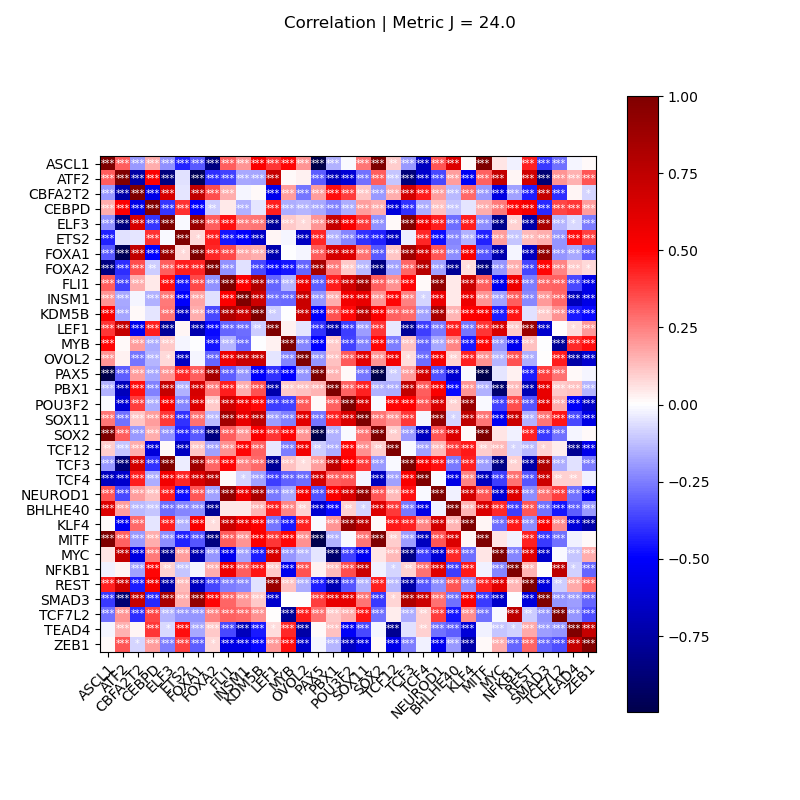 Correlation | Metric J = 24.0
ASCL1
ATF2
CBFA2T2
CEBPD
ELF3
ETS2
FOXA1
FOXA2
FLI1
INSM1
KDM5B
LEF1
MYB
OVOL2
PAX5
PBX1
POU3F2
SOX11
SOX2
TCF12
TCF3
TCF4
NEUROD1
BHLHE40
KLF4
MITF
MYC
NFKB1
REST
SMAD3
TCF7L2
TEAD4
ZEB1
ASCL1
ATF2
CBFA2T2
CEBPD
ELF3
ETS2
FOXA1
FOXA2
FLI1
INSM1
KDM5B
LEF1
MYB
OVOL2
PAX5
PBX1
POU3F2
SOX11
SOX2
TCF12
TCF3
TCF4
NEUROD1
BHLHE40
KLF4
MITF
MYC
NFKB1
REST
SMAD3
TCF7L2
TEAD4
ZEB1
1.00
0.75
0.50
0.25
0.00
−0.25
−0.50
−0.75